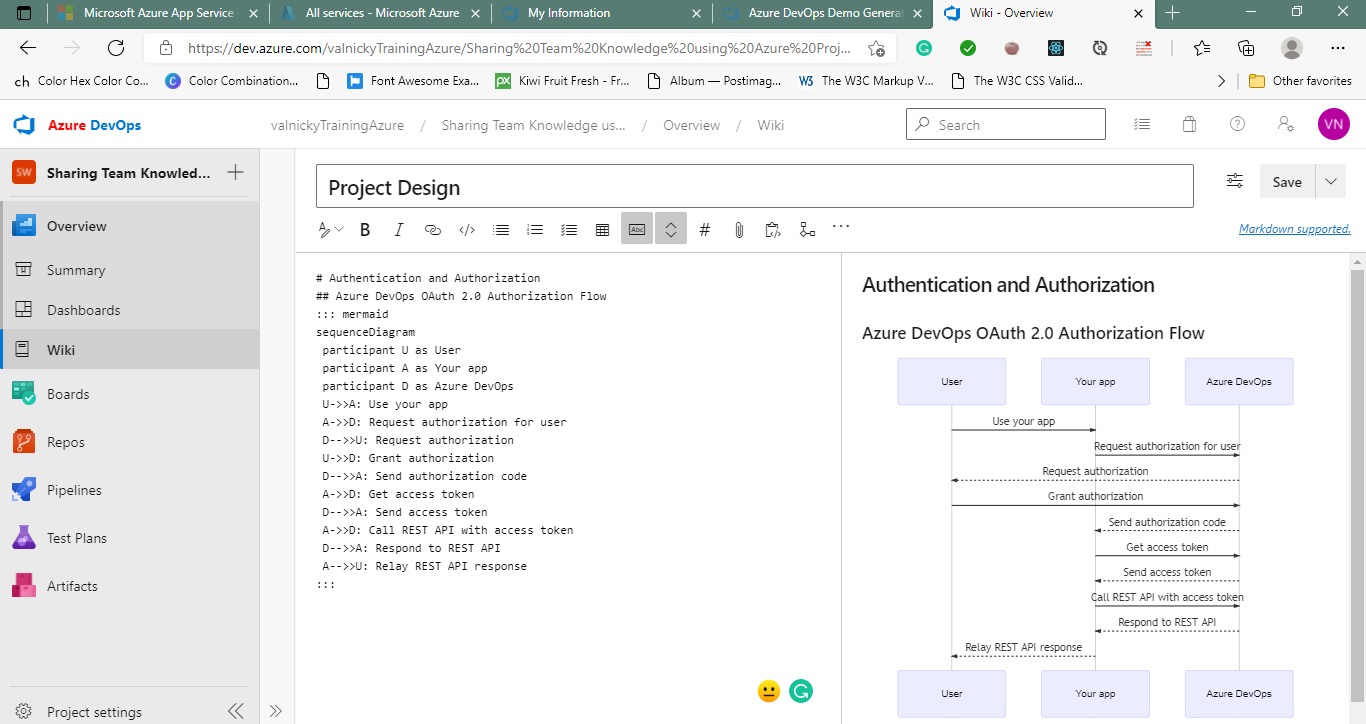 Microsoft Azure App Service
All services - Microsoft Azure
My Information
Azure DevOps Demo Generat
Wiki - Overview
https://dev.azure.com/valnickyTrainingAzure/Sharing%20Team%20Knowledge%20using%20Azure%20Proj...
ch Color Hex Color Co...
C Color Combination...
Font Awesome Exa...
px Kiwi Fruit Fresh - Fr...
Album — Postimag...
W3 The W3C Markup V...
The W3C CSS Valid...
Other favorites
Azure DevOps
valnickyTrainingAzure / Sharing Team Knowledge us... / Overview / Wiki
Search
VN
SW Sharing Team Knowled...
Overview
Summary
Dashboards
Wiki
Boards
Repos
Pipelines
Test Plans
Artifacts
Project settings
Project Design
Save
B I </> Abc # ...
Markdown supported.
# Authentication and Authorization
## Azure DevOps OAuth 2.0 Authorization Flow
::: mermaid
sequenceDiagram
participant U as User
participant A as Your app
participant D as Azure DevOps
U->>A: Use your app
A->>D: Request authorization for user
D-->>U: Request authorization
U->>D: Grant authorization
D-->>A: Send authorization code
A->>D: Get access token
D-->>A: Send access token
A->>D: Call REST API with access token
D-->>A: Respond to REST API
A-->>U: Relay REST API response
:::
Authentication and Authorization
Azure DevOps OAuth 2.0 Authorization Flow
User
Your app
Azure DevOps
Use your app
Request authorization for user
Request authorization
Grant authorization
Send authorization code
Get access token
Send access token
Call REST API with access token
Respond to REST API
Relay REST API response
User
Your app
Azure DevOps